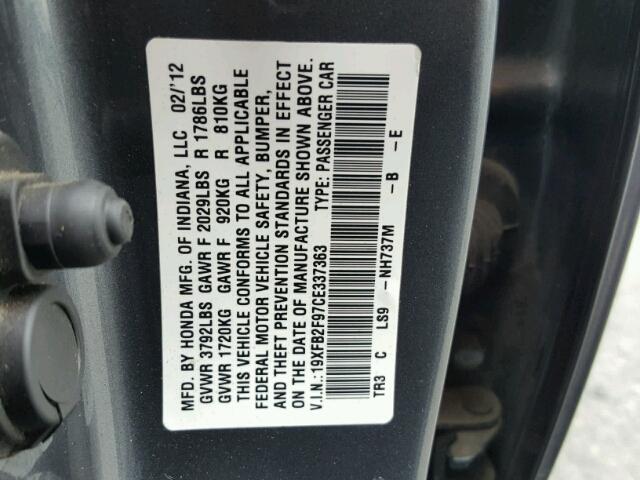 MFD. BY HONDA MFG. OF INDIANA, LLC 02/'12
GVWR 3792LBS GAWR F 2029LBS R 1786LBS
GVWR 1720KG GAWR F 920KG R 810KG
THIS VEHICLE CONFORMS TO ALL APPLICABLE
FEDERAL MOTOR VEHICLE SAFETY, BUMPER,
AND THEFT PREVENTION STANDARDS IN EFFECT
ON THE DATE OF MANUFACTURE SHOWN ABOVE.
V.I.N.:19XFB2F97CE337363 TYPE: PASSENGER CAR
TR3 C LS9 -NH737M -B -E